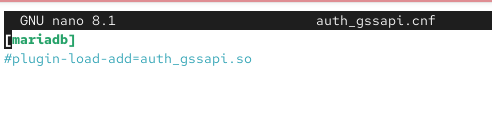 GNU nano 8.1 auth_gssapi.cnf
[mariadb]
#plugin-load-add=auth_gssapi.so